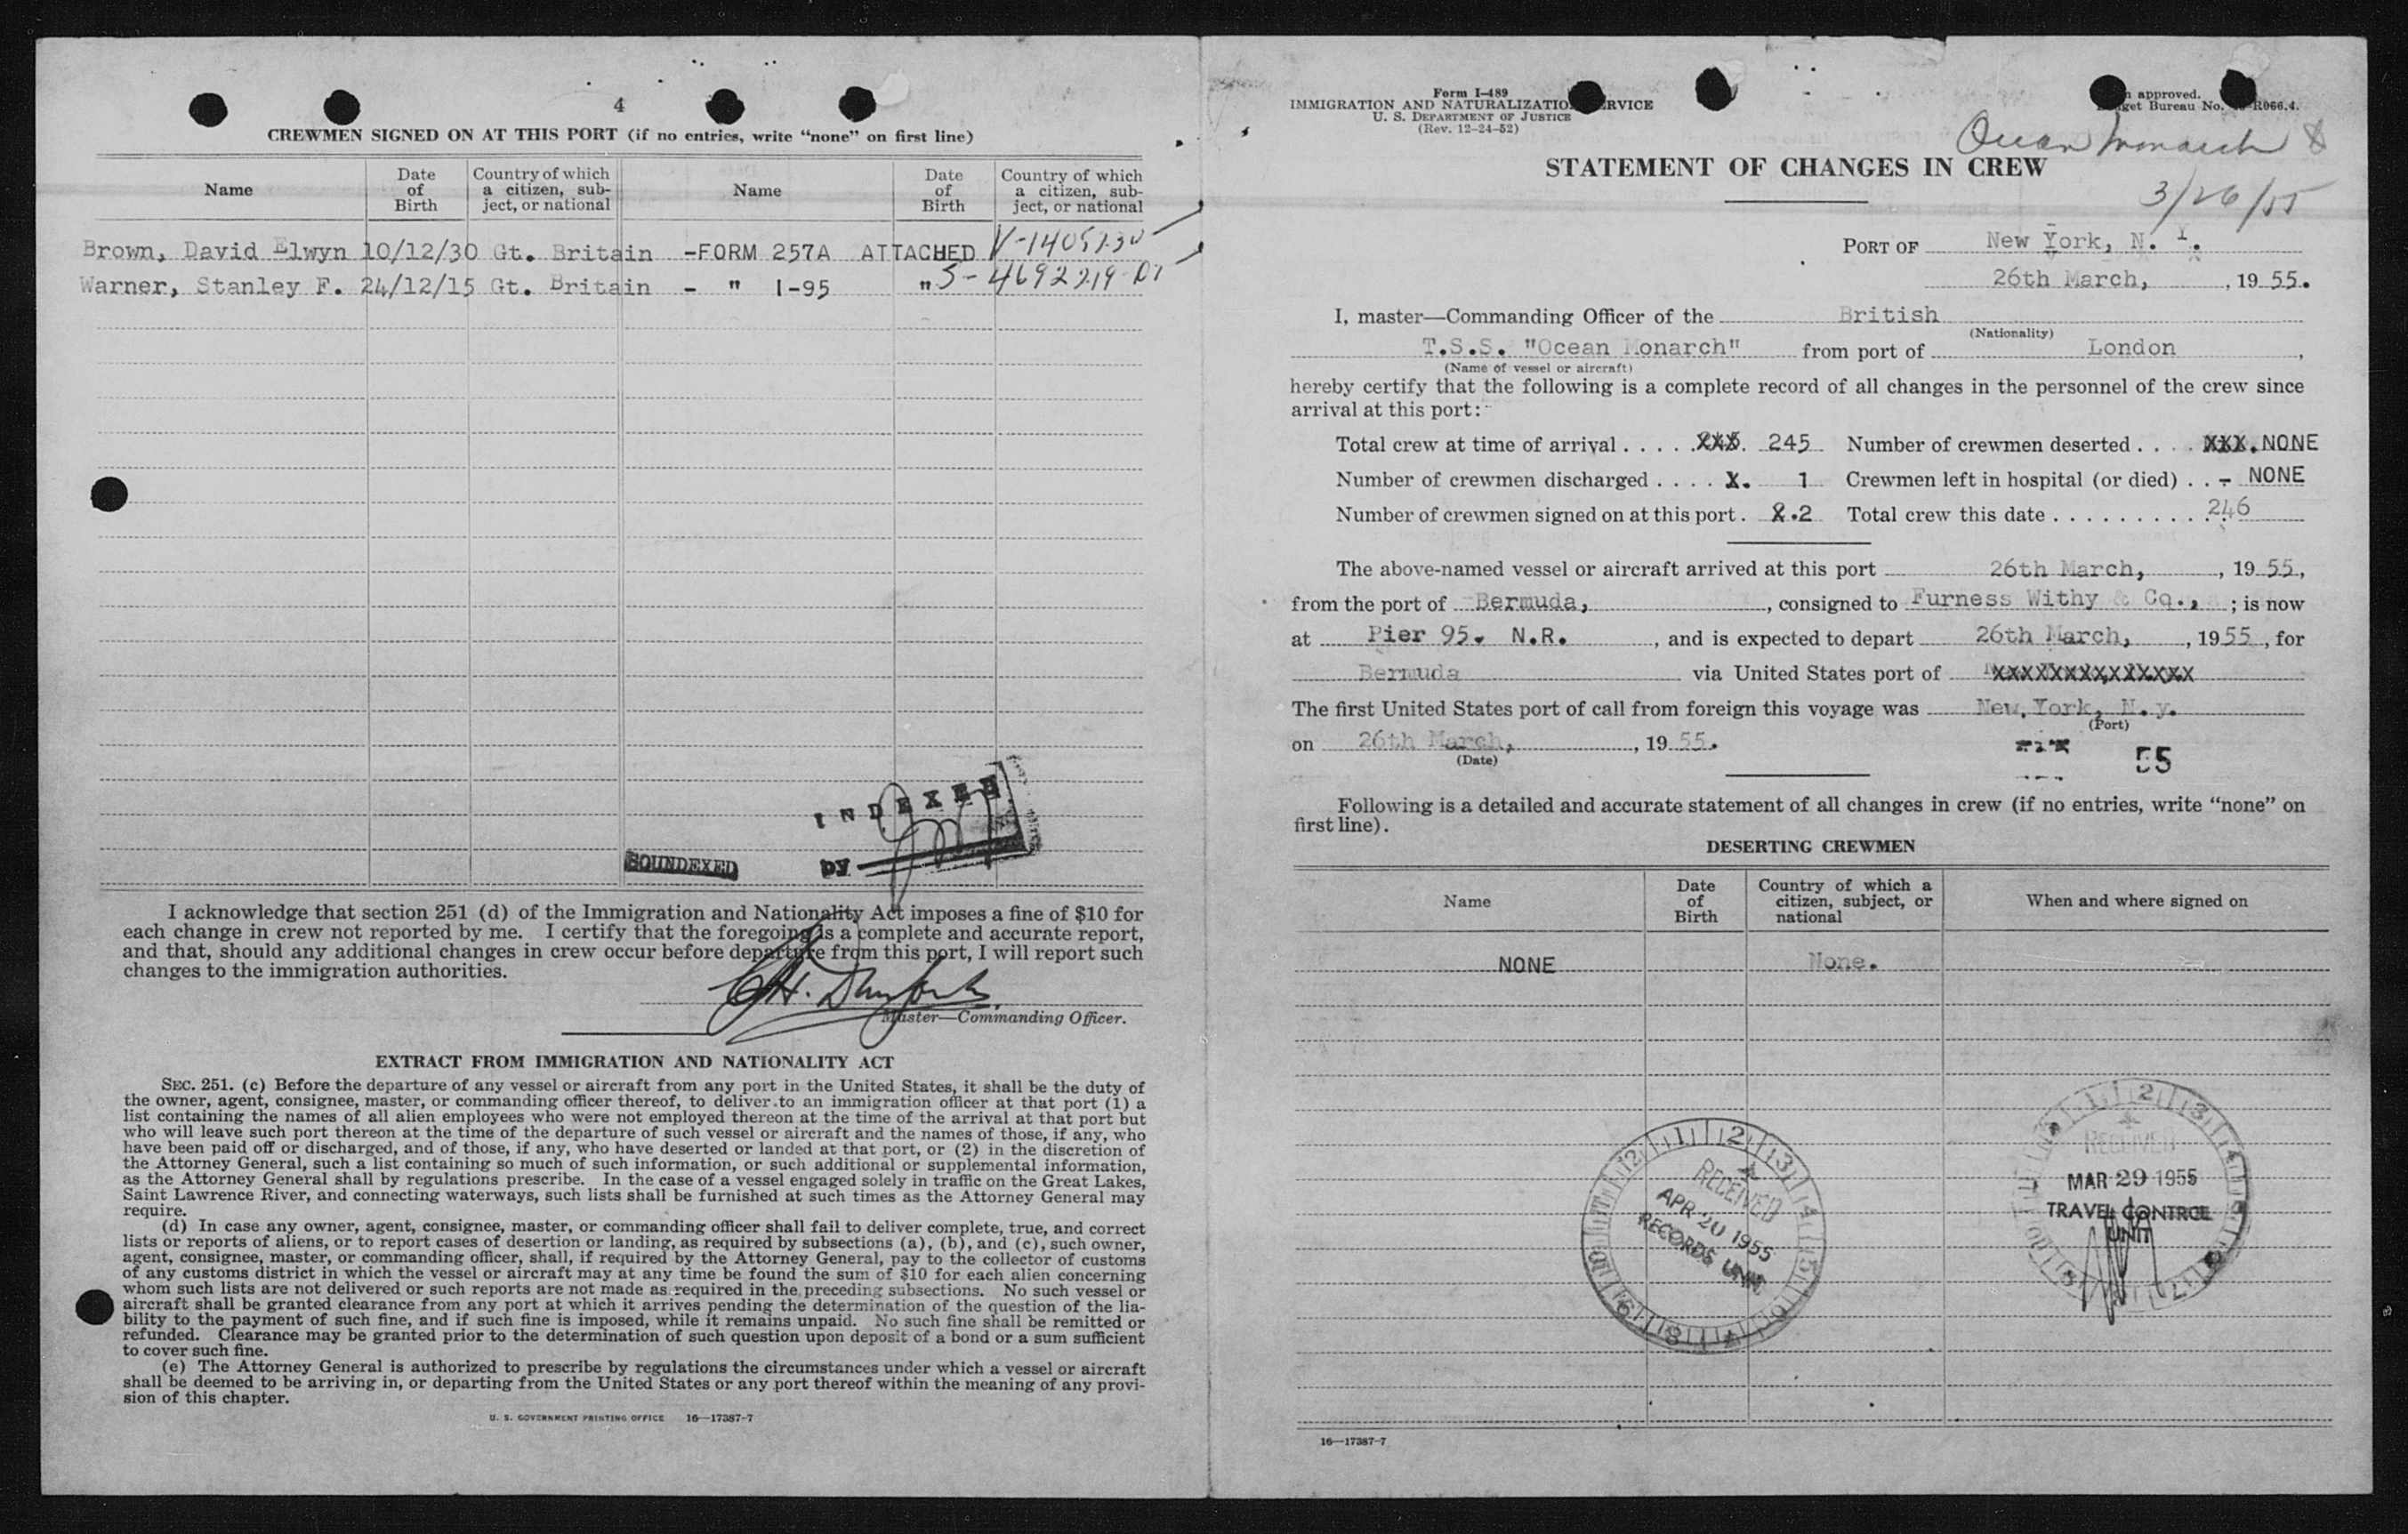 4
CREWMEN SIGNED ON AT THIS PORT (if no entries, write “none” on first line)
Name
Date of Birth
Country of which a citizen, sub-ject, or national
Name
Date of Birth
Country of which a citizen, sub-ject, or national
Brown, David Elwyn 10/12/30 Gt. Britain -FORM 257A ATTACHED
Warner, Stanley F. 24/12/15 Gt. Britain - " I-95 "
INDEXED
by
SOUNDEXED
I acknowledge that section 251 (d) of the Immigration and Nationality Act imposes a fine of $10 for
each change in crew not reported by me. I certify that the foregoing is a complete and accurate report,
and that, should any additional changes in crew occur before departure from this port, I will report such
changes to the immigration authorities.
Master—Commanding Officer.
EXTRACT FROM IMMIGRATION AND NATIONALITY ACT
SEC. 251. (c) Before the departure of any vessel or aircraft from any port in the United States, it shall be the duty of
the owner, agent, consignee, master, or commanding officer thereof, to deliver to an immigration officer at that port (1) a
list containing the names of all alien employees who were not employed thereon at the time of the arrival at that port but
who will leave such port thereon at the time of the departure of such vessel or aircraft and the names of those, if any, who
have been paid off or discharged, and of those, if any, who have deserted or landed at that port, or (2) in the discretion of
the Attorney General, such a list containing so much of such information, or such additional or supplemental information,
as the Attorney General shall by regulations prescribe. In the case of a vessel engaged solely in traffic on the Great Lakes,
Saint Lawrence River, and connecting waterways, such lists shall be furnished at such times as the Attorney General may
require.
(d) In case any owner, agent, consignee, master, or commanding officer shall fail to deliver complete, true, and correct
lists or reports of aliens, or to report cases of desertion or landing, as required by subsections (a), (b), and (c), such owner,
agent, consignee, master, or commanding officer, shall, if required by the Attorney General, pay to the collector of customs
of any customs district in which the vessel or aircraft may at any time be found the sum of $10 for each alien concerning
whom such lists are not delivered or such reports are not made as required in the preceding subsections. No such vessel or
aircraft shall be granted clearance from any port at which it arrives pending the determination of the question of the lia-
bility to the payment of such fine, and if such fine is imposed, while it remains unpaid. No such fine shall be remitted or
refunded. Clearance may be granted prior to the determination of such question upon deposit of a bond or a sum sufficient
to cover such fine.
(e) The Attorney General is authorized to prescribe by regulations the circumstances under which a vessel or aircraft
shall be deemed to be arriving in, or departing from the United States or any port thereof within the meaning of any provi-
sion of this chapter.
U. S. GOVERNMENT PRINTING OFFICE 16—17387-7
Form I-489
IMMIGRATION AND NATURALIZATIO RVICE
U. S. DEPARTMENT OF JUSTICE
(Rev. 12-24-52)
approved.
get Bureau No. R066.4.
Ocean Monarch
STATEMENT OF CHANGES IN CREW
3/26/55
PORT OF New York, N. Y.
26th March, , 19 55.
I, master—Commanding Officer of the British
(Nationality)
T.S.S. "Ocean Monarch" from port of London ,
(Name of vessel or aircraft)
hereby certify that the following is a complete record of all changes in the personnel of the crew since
arrival at this port:
Total crew at time of arrival . . . . . 245 Number of crewmen deserted . . . . XXX. NONE
Number of crewmen discharged . . . . X. 1 Crewmen left in hospital (or died) . . - NONE
Number of crewmen signed on at this port . .2 Total crew this date . . . . . . . . . . 246
The above-named vessel or aircraft arrived at this port 26th March, , 19 55,
from the port of Bermuda, , consigned to Furness Withy & Co., ; is now
at Pier 95. N.R. , and is expected to depart 26th March, , 1955 , for
Bermuda via United States port of XXXXXXXXXXXXXX
The first United States port of call from foreign this voyage was New York, N.y.
(Port)
on 26th March, , 19 55.
(Date)
55
Following is a detailed and accurate statement of all changes in crew (if no entries, write “none” on
first line).
DESERTING CREWMEN
Name
Date of Birth
Country of which a citizen, subject, or national
When and where signed on
NONE None.
RECEIVED
APR 20 1955
RECORDS UNIT
RECEIVED
MAR 29 1955
TRAVEL CONTROL
UNIT
16—17387-7